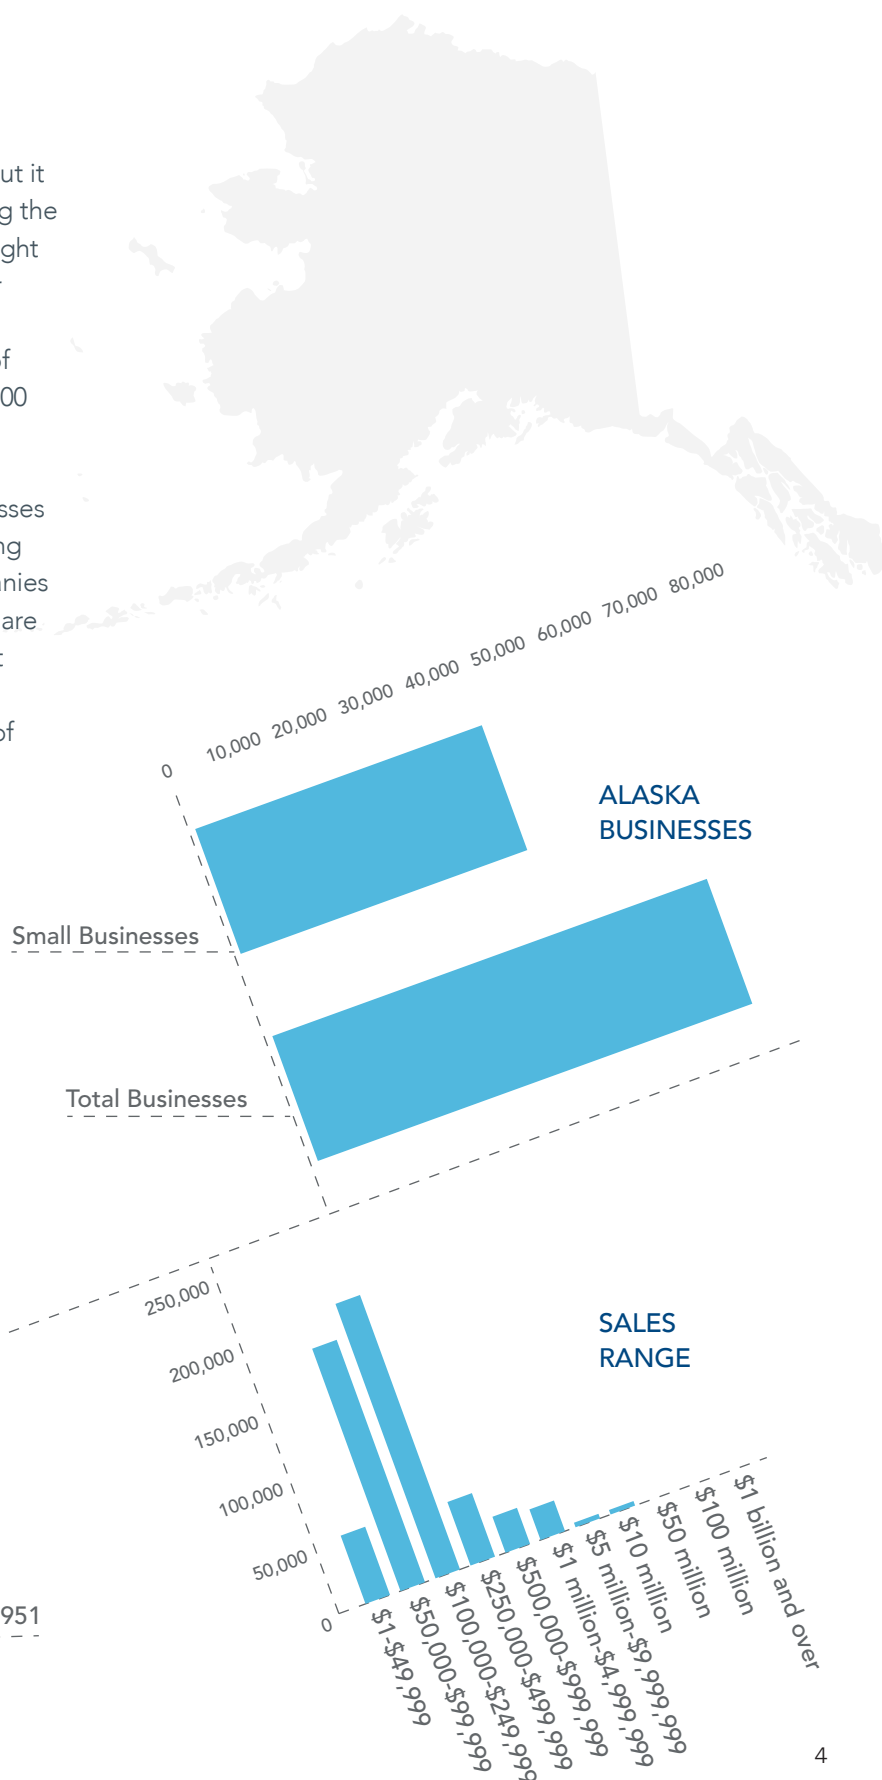 ut it
g the
ght
of
00
sses
ng
nies
are
t
of
0
10,000
20,000
30,000
40,000
50,000
60,000
70,000
80,000
ALASKA
BUSINESSES
Small Businesses
Total Businesses
250,000
200,000
150,000
100,000
50,000
0
SALES
RANGE
$1-$49,999
$50,000-$99,999
$100,000-$249,999
$250,000-$499,999
$500,000-$999,999
$1 million-$4,999,999
$5 million-$9,999,999
$10 million
$50 million
$100 million
$1 billion and over
951
4